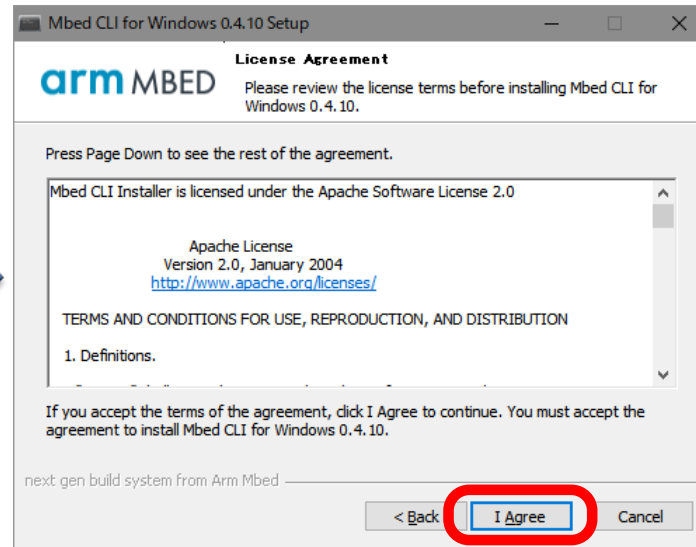 Mbed CLI for Windows 0.4.10 Setup
License Agreement
arm MBED
Please review the license terms before installing Mbed CLI for
Windows 0.4.10.
Press Page Down to see the rest of the agreement.
Mbed CLI Installer is licensed under the Apache Software License 2.0
Apache License
Version 2.0, January 2004
http://www.apache.org/licenses/
TERMS AND CONDITIONS FOR USE, REPRODUCTION, AND DISTRIBUTION
1. Definitions.
If you accept the terms of the agreement, click I Agree to continue. You must accept the
agreement to install Mbed CLI for Windows 0.4.10.
next gen build system from Arm Mbed
< Back
I Agree
Cancel